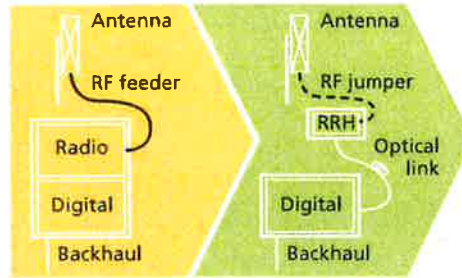 Antenna
RF feeder
Radio
Digital
Backhaul
Antenna
RF jumper
RRH
Optical
link
Digital
Backhaul